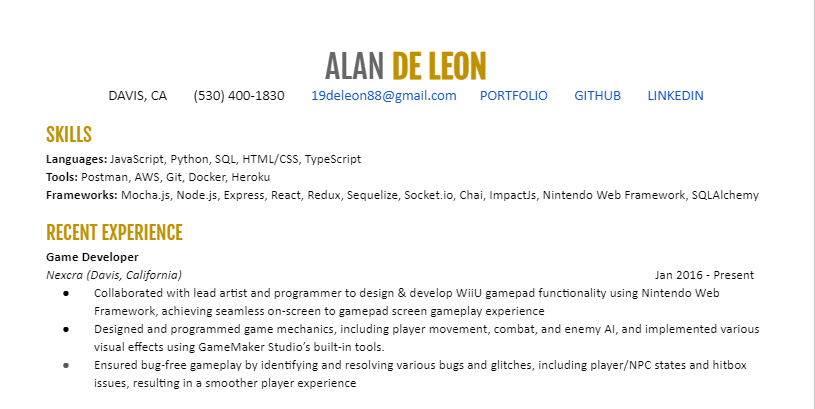 ALAN DE LEON
DAVIS, CA (530) 400-1830 19deleon88@gmail.com PORTFOLIO GITHUB LINKEDIN
SKILLS
Languages: JavaScript, Python, SQL, HTML/CSS, TypeScript
Tools: Postman, AWS, Git, Docker, Heroku
Frameworks: Mocha.js, Node.js, Express, React, Redux, Sequelize, Socket.io, Chai, ImpactJs, Nintendo Web Framework, SQLAlchemy
RECENT EXPERIENCE
Game Developer
Nexcra (Davis, California) Jan 2016 - Present
● Collaborated with lead artist and programmer to design & develop WiiU gamepad functionality using Nintendo Web
Framework, achieving seamless on-screen to gamepad screen gameplay experience
● Designed and programmed game mechanics, including player movement, combat, and enemy AI, and implemented various
visual effects using GameMaker Studio's built-in tools.
● Ensured bug-free gameplay by identifying and resolving various bugs and glitches, including player/NPC states and hitbox
issues, resulting in a smoother player experience